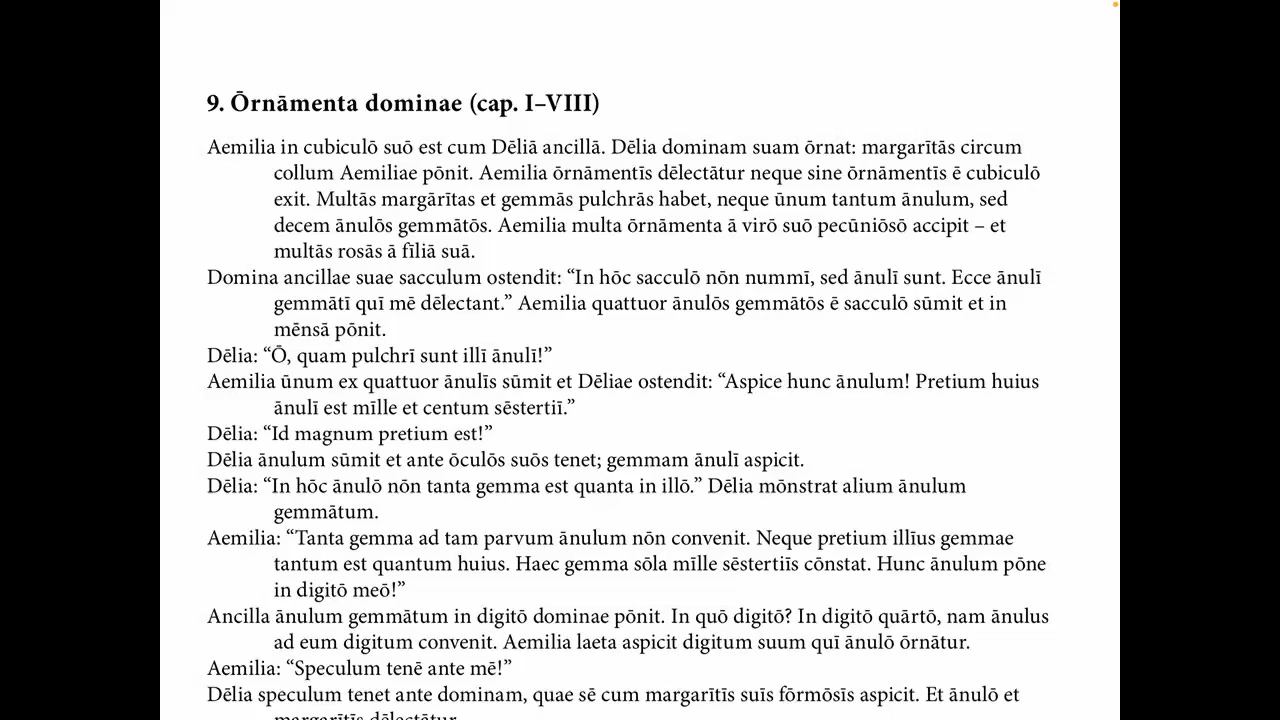 9. Ōrnāmenta dominae (cap. I–VIII)
Aemilia in cubiculō suō est cum Dēliā ancillā. Dēlia dominam suam ōrnat: margarītās circum
collum Aemiliae pōnit. Aemilia ōrnāmentīs dēlectātur neque sine ōrnāmentīs ē cubiculō
exit. Multās margārītas et gemmās pulchrās habet, neque ūnum tantum ānulum, sed
decem ānulōs gemmātōs. Aemilia multa ōrnāmenta ā virō suō pecūniōsō accipit – et
multās rosās ā fīliā suā.
Domina ancillae suae sacculum ostendit: “In hōc sacculō nōn nummī, sed ānulī sunt. Ecce ānulī
gemmātī quī mē dēlectant.” Aemilia quattuor ānulōs gemmātōs ē sacculō sūmit et in
mēnsā pōnit.
Dēlia: “Ō, quam pulchrī sunt illī ānulī!”
Aemilia ūnum ex quattuor ānulīs sūmit et Dēliae ostendit: “Aspice hunc ānulum! Pretium huius
ānulī est mīlle et centum sēstertiī.”
Dēlia: “Id magnum pretium est!”
Dēlia ānulum sūmit et ante ōculōs suōs tenet; gemmam ānulī aspicit.
Dēlia: “In hōc ānulō nōn tanta gemma est quanta in illō.” Dēlia mōnstrat alium ānulum
gemmātum.
Aemilia: “Tanta gemma ad tam parvum ānulum nōn convenit. Neque pretium illīus gemmae
tantum est quantum huius. Haec gemma sōla mīlle sēstertiīs cōnstat. Hunc ānulum pōne
in digitō meō!”
Ancilla ānulum gemmātum in digitō dominae pōnit. In quō digitō? In digitō quārtō, nam ānulus
ad eum digitum convenit. Aemilia laeta aspicit digitum suum quī ānulō ōrnātur.
Aemilia: “Speculum tenē ante mē!”
Dēlia speculum tenet ante dominam, quae sē cum margarītīs suīs fōrmōsīs aspicit. Et ānulō et
margarītīs dēlectātur.